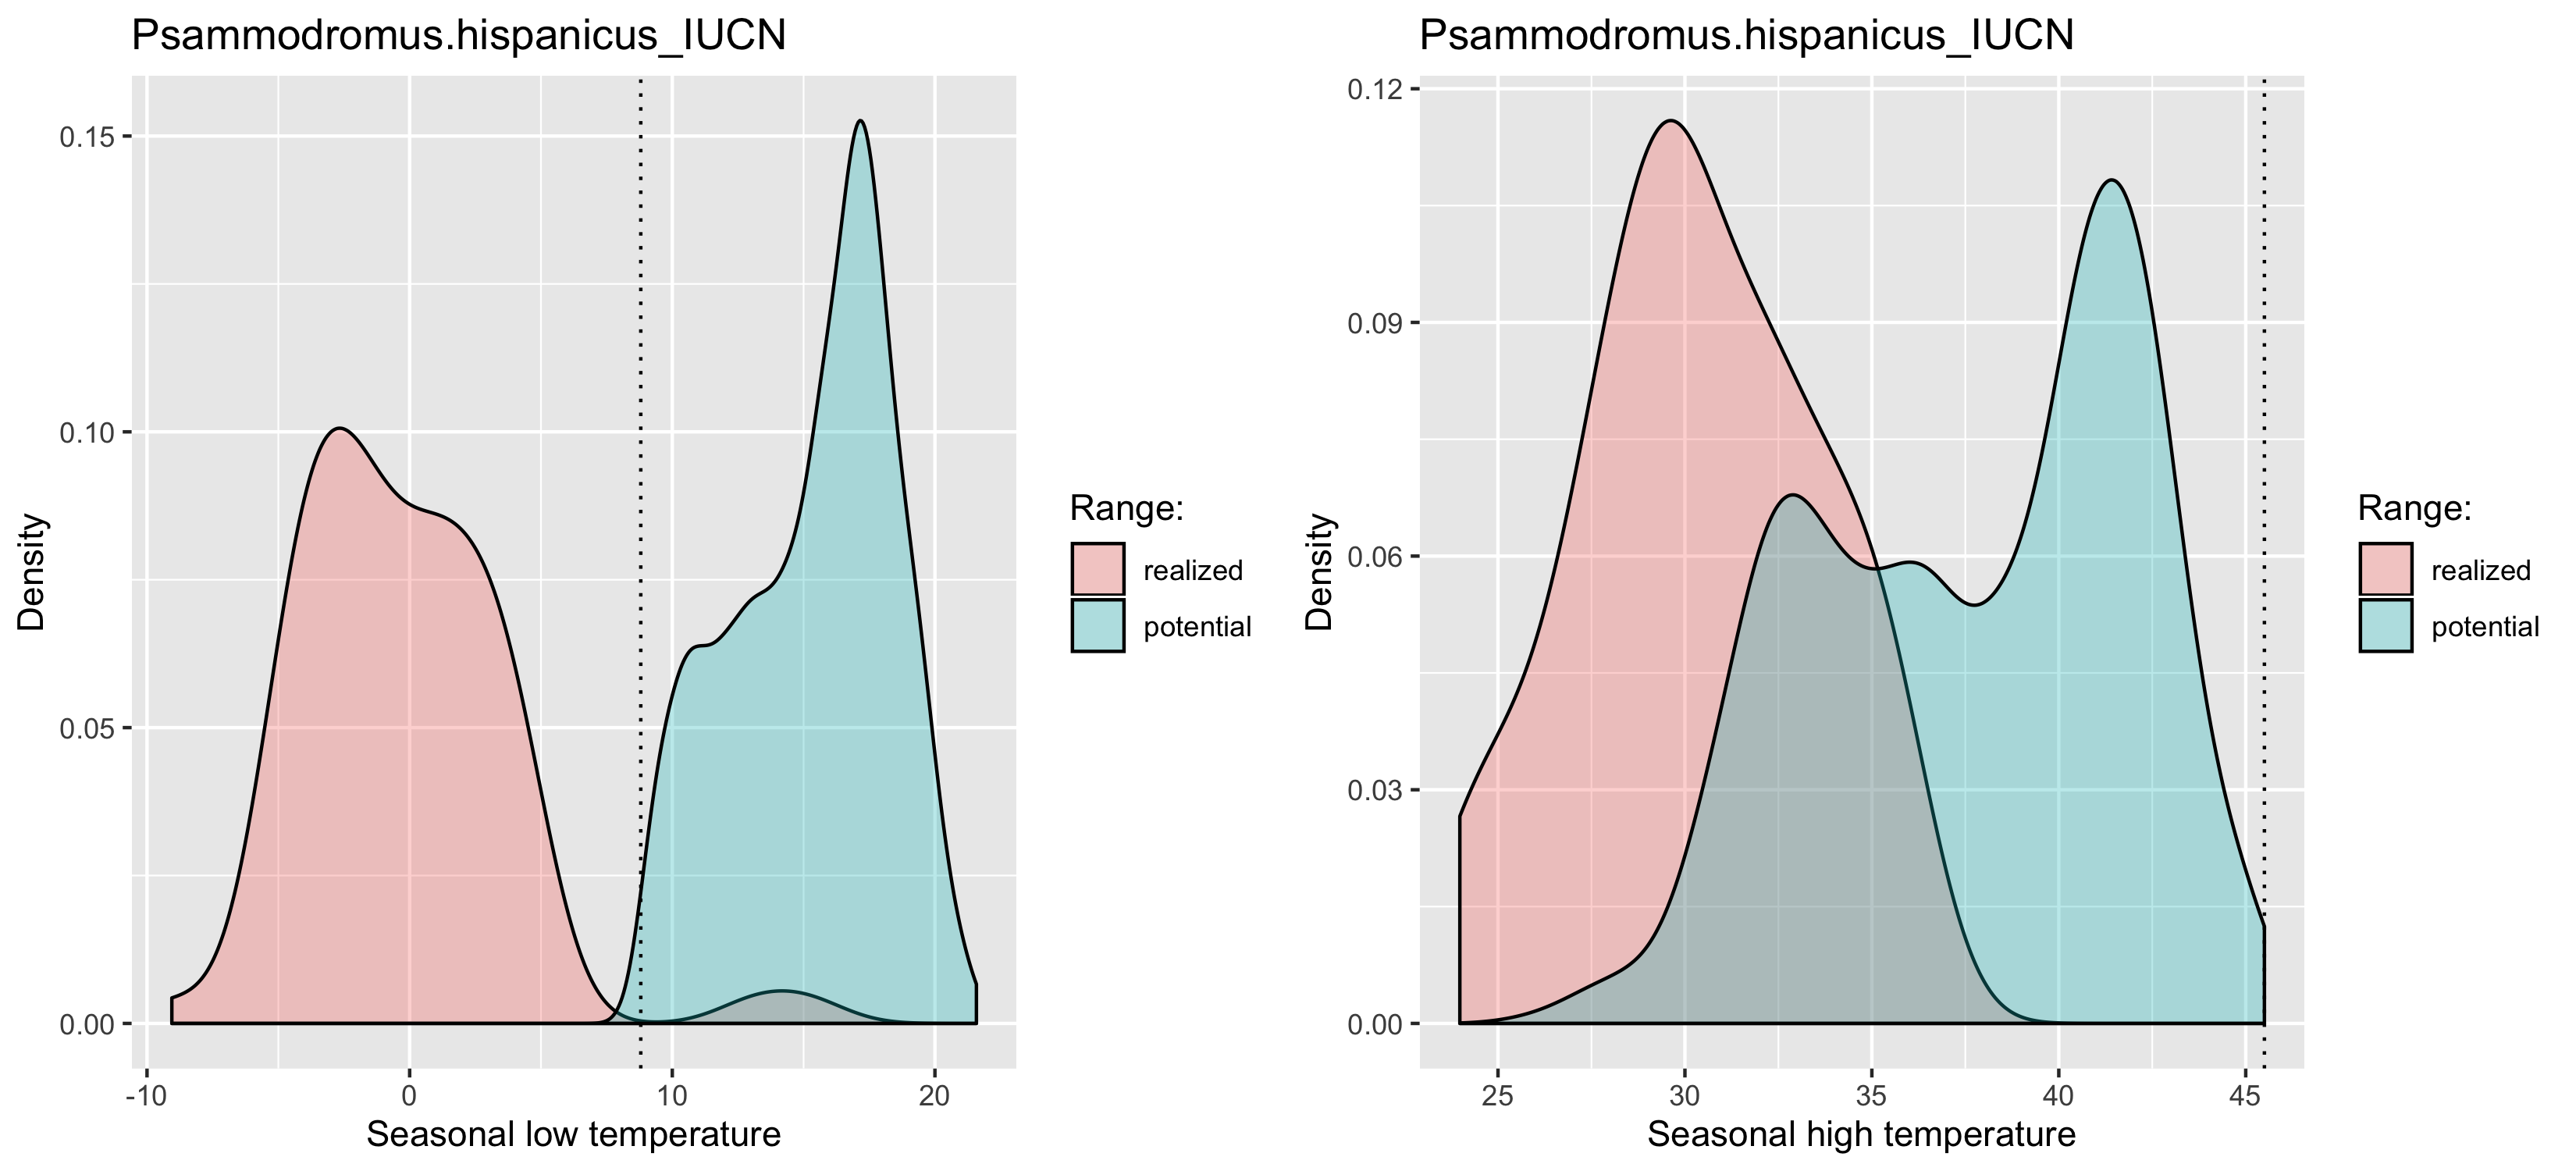 Psammodromus.hispanicus_IUCN
0.15
0.10
0.05
0.00
Density
-10 0 10 20
Seasonal low temperature
Range:
realized
potential
Psammodromus.hispanicus_IUCN
0.12
0.09
0.06
0.03
0.00
Density
25 30 35 40 45
Seasonal high temperature
Range:
realized
potential